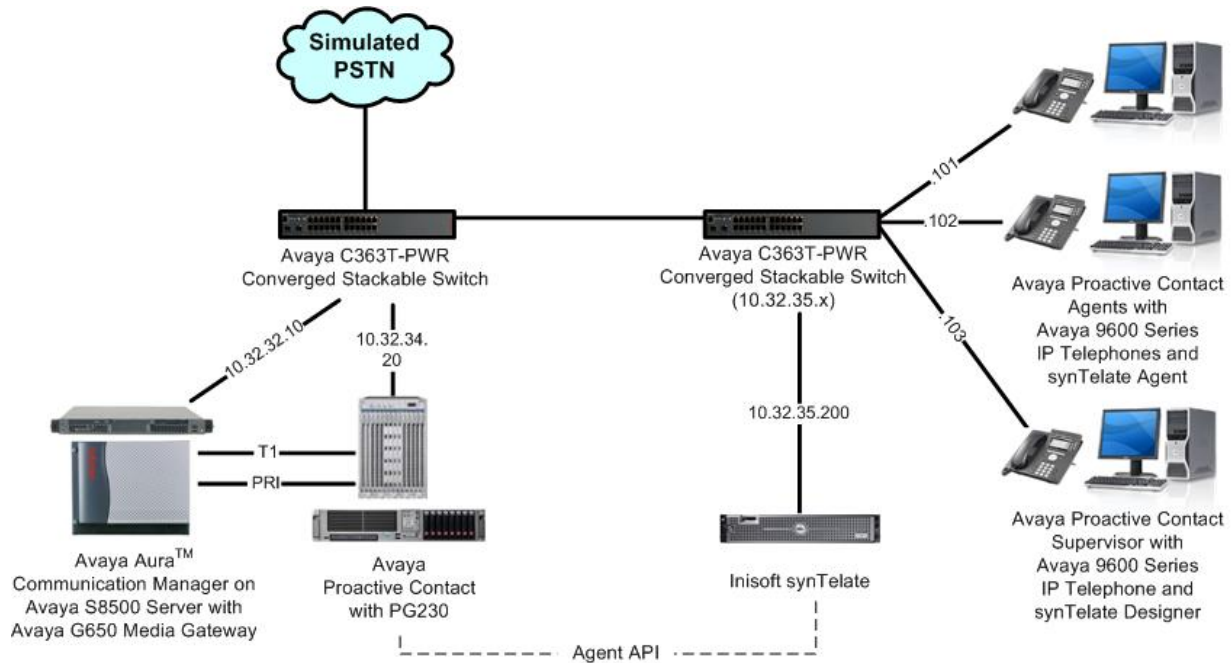 Simulated
PSTN
Avaya C363T-PWR
Converged Stackable Switch
Avaya C363T-PWR
Converged Stackable Switch
(10.32.35.x)
.101
.102
.103
Avaya Proactive Contact
Agents with
Avaya 9600 Series
IP Telephones and
synTelate Agent
10.32.32.10
10.32.34.
20
10.32.35.200
T1
PRI
Avaya Aura™
Communication Manager on
Avaya S8500 Server with
Avaya G650 Media Gateway
Avaya
Proactive Contact
with PG230
Inisoft synTelate
Avaya Proactive Contact
Supervisor with
Avaya 9600 Series
IP Telephone and
synTelate Designer
Agent API